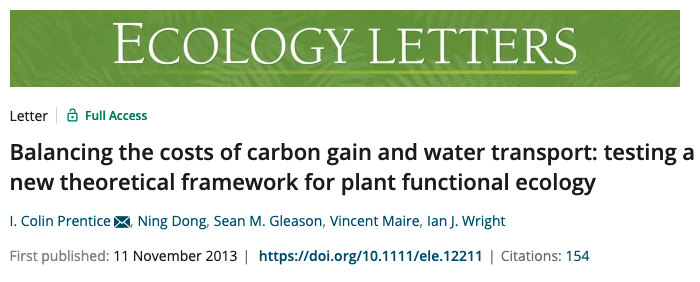 ECOLOGY LETTERS
Letter | Full Access
Balancing the costs of carbon gain and water transport: testing a
new theoretical framework for plant functional ecology
I. Colin Prentice, Ning Dong, Sean M. Gleason, Vincent Maire, Ian J. Wright
First published: 11 November 2013 | https://doi.org/10.1111/ele.12211 | Citations: 154